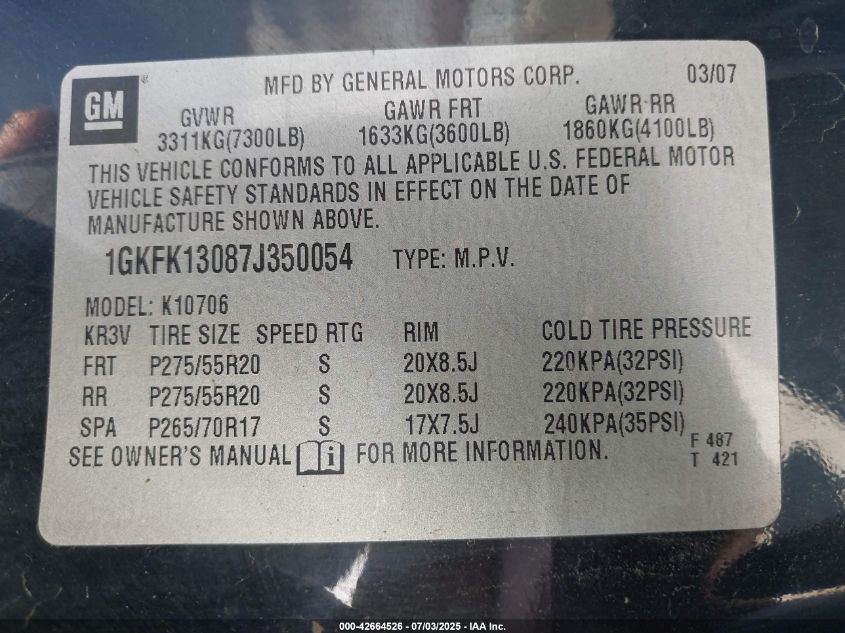 GM® MFD BY GENERAL MOTORS CORP. 03/07
GVWR GAWR FRT GAWR RR
3311KG(7300LB) 1633KG(3600LB) 1860KG(4100LB)
THIS VEHICLE CONFORMS TO ALL APPLICABLE U.S. FEDERAL MOTOR
VEHICLE SAFETY STANDARDS IN EFFECT ON THE DATE OF
MANUFACTURE SHOWN ABOVE.
1GKFK13087J350054 TYPE: M.P.V.
MODEL: K10706
KR3V TIRE SIZE SPEED RTG RIM COLD TIRE PRESSURE
FRT P275/55R20 S 20X8.5J 220KPA(32PSI)
RR P275/55R20 S 20X8.5J 220KPA(32PSI)
SPA P265/70R17 S 17X7.5J 240KPA(35PSI)
SEE OWNER'S MANUAL i FOR MORE INFORMATION.
F 487
T 421
000-42664526 - 07/03/2025 - IAA Inc.